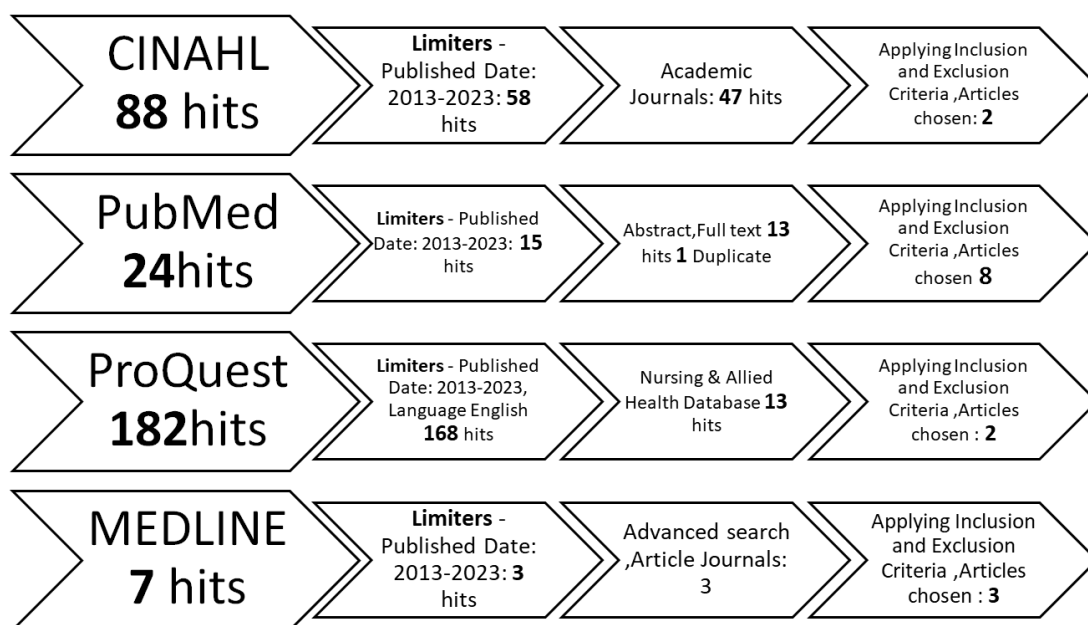 CINAHL
88 hits
Limiters -
Published Date:
2013-2023: 58
hits
Academic
Journals: 47 hits
Applying Inclusion
and Exclusion
Criteria ,Articles
chosen: 2
PubMed
24hits
Limiters - Published
Date: 2013-2023: 15
hits
Abstract,Full text 13
hits 1 Duplicate
Applying Inclusion
and Exclusion
Criteria ,Articles
chosen 8
ProQuest
182hits
Limiters - Published
Date: 2013-2023,
Language English
168 hits
Nursing & Allied
Health Database 13
hits
Applying Inclusion
and Exclusion
Criteria ,Articles
chosen : 2
MEDLINE
7 hits
Limiters -
Published Date:
2013-2023: 3
hits
Advanced search
,Article Journals:
3
Applying Inclusion
and Exclusion
Criteria ,Articles
chosen : 3